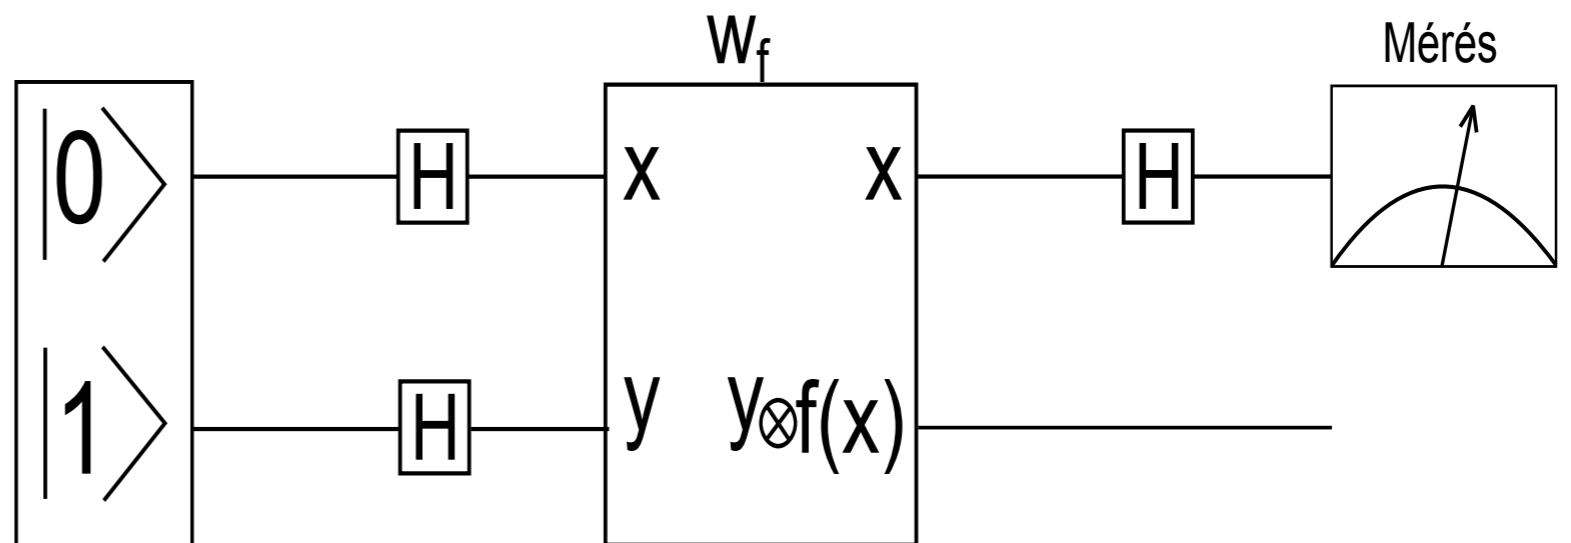 W_f
Mérés
|0⟩ H x x H
|1⟩ H y y⊗f(x)